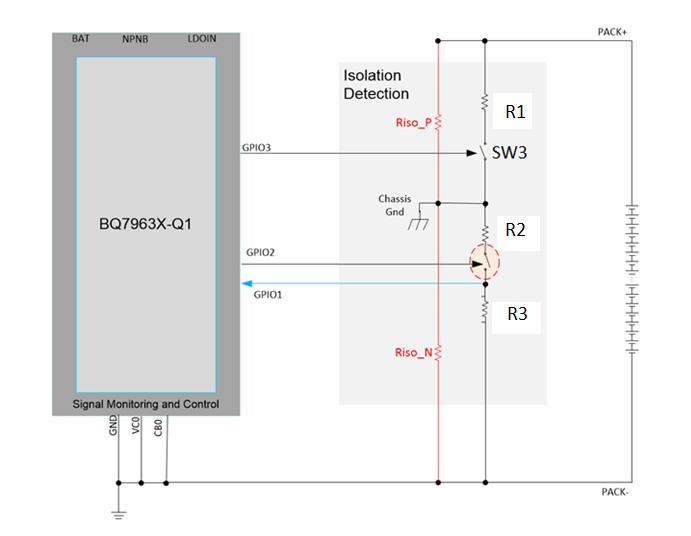 BAT NPNB LDOIN
PACK+
Isolation
Detection
R1
Riso_P
GPIO3
SW3
Chassis
Gnd
BQ7963X-Q1
R2
GPIO2
GPIO1
R3
Riso_N
Signal Monitoring and Control
GND
VC0
CB0
PACK-